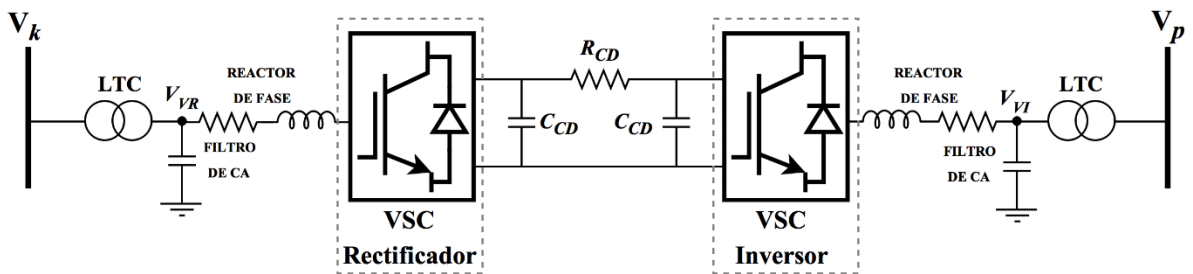 V_k
LTC
V_VR
REACTOR
DE FASE
FILTRO
DE CA
VSC
Rectificador
C_CD
R_CD
C_CD
VSC
Inversor
REACTOR
DE FASE
FILTRO
DE CA
V_VI
LTC
V_p